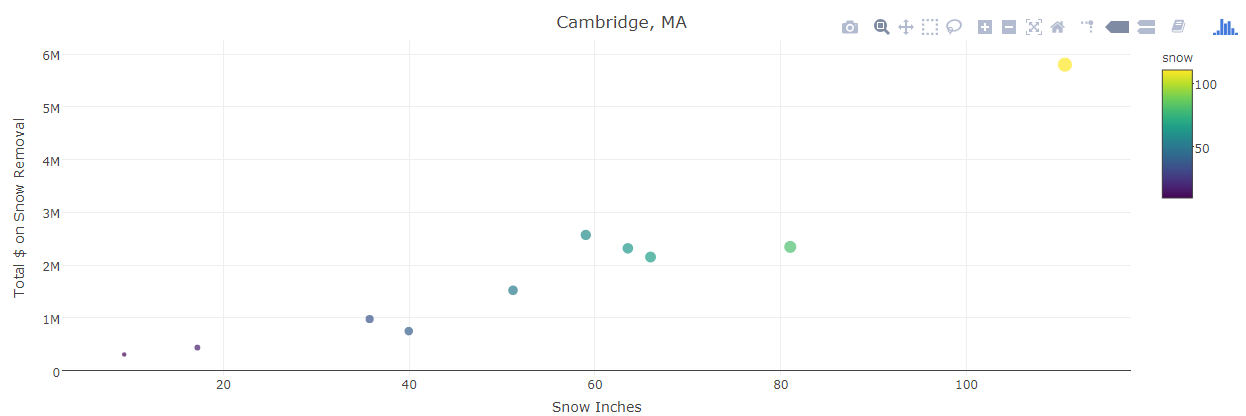 Cambridge, MA
snow
100
50
6M
5M
4M
3M
2M
1M
0
Total $ on Snow Removal
20
40
60
80
100
Snow Inches